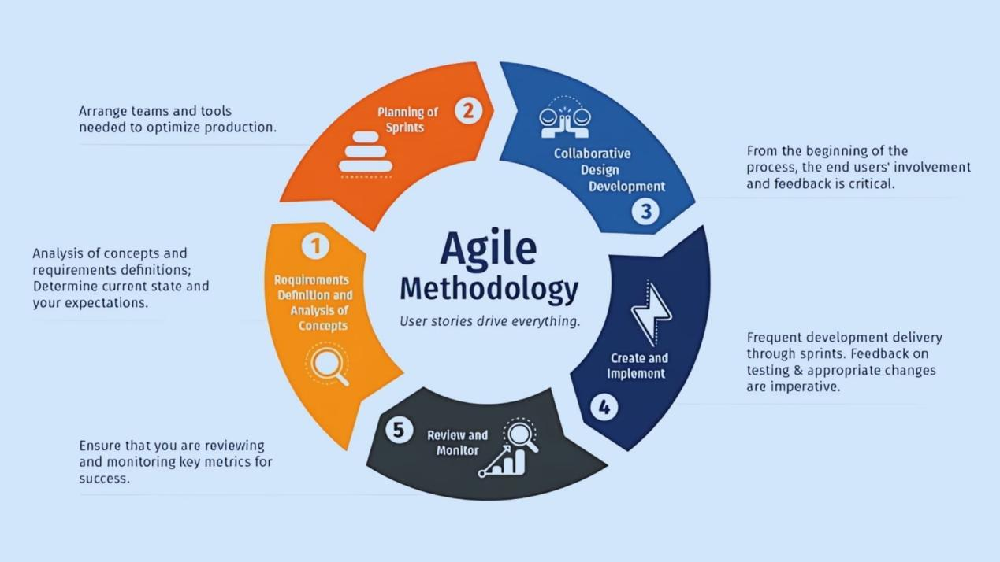 Agile
Methodology
User stories drive everything.
1
Requirements
Definition and
Analysis of
Concepts
Analysis of concepts and
requirements definitions;
Determine current state and
your expectations.
2
Planning of
Sprints
Arrange teams and tools
needed to optimize production.
Collaborative
Design
Development
3
From the beginning of the
process, the end users' involvement
and feedback is critical.
Create and
Implement
4
Frequent development delivery
through sprints. Feedback on
testing & appropriate changes
are imperative.
5
Review and
Monitor
Ensure that you are reviewing
and monitoring key metrics for
success.